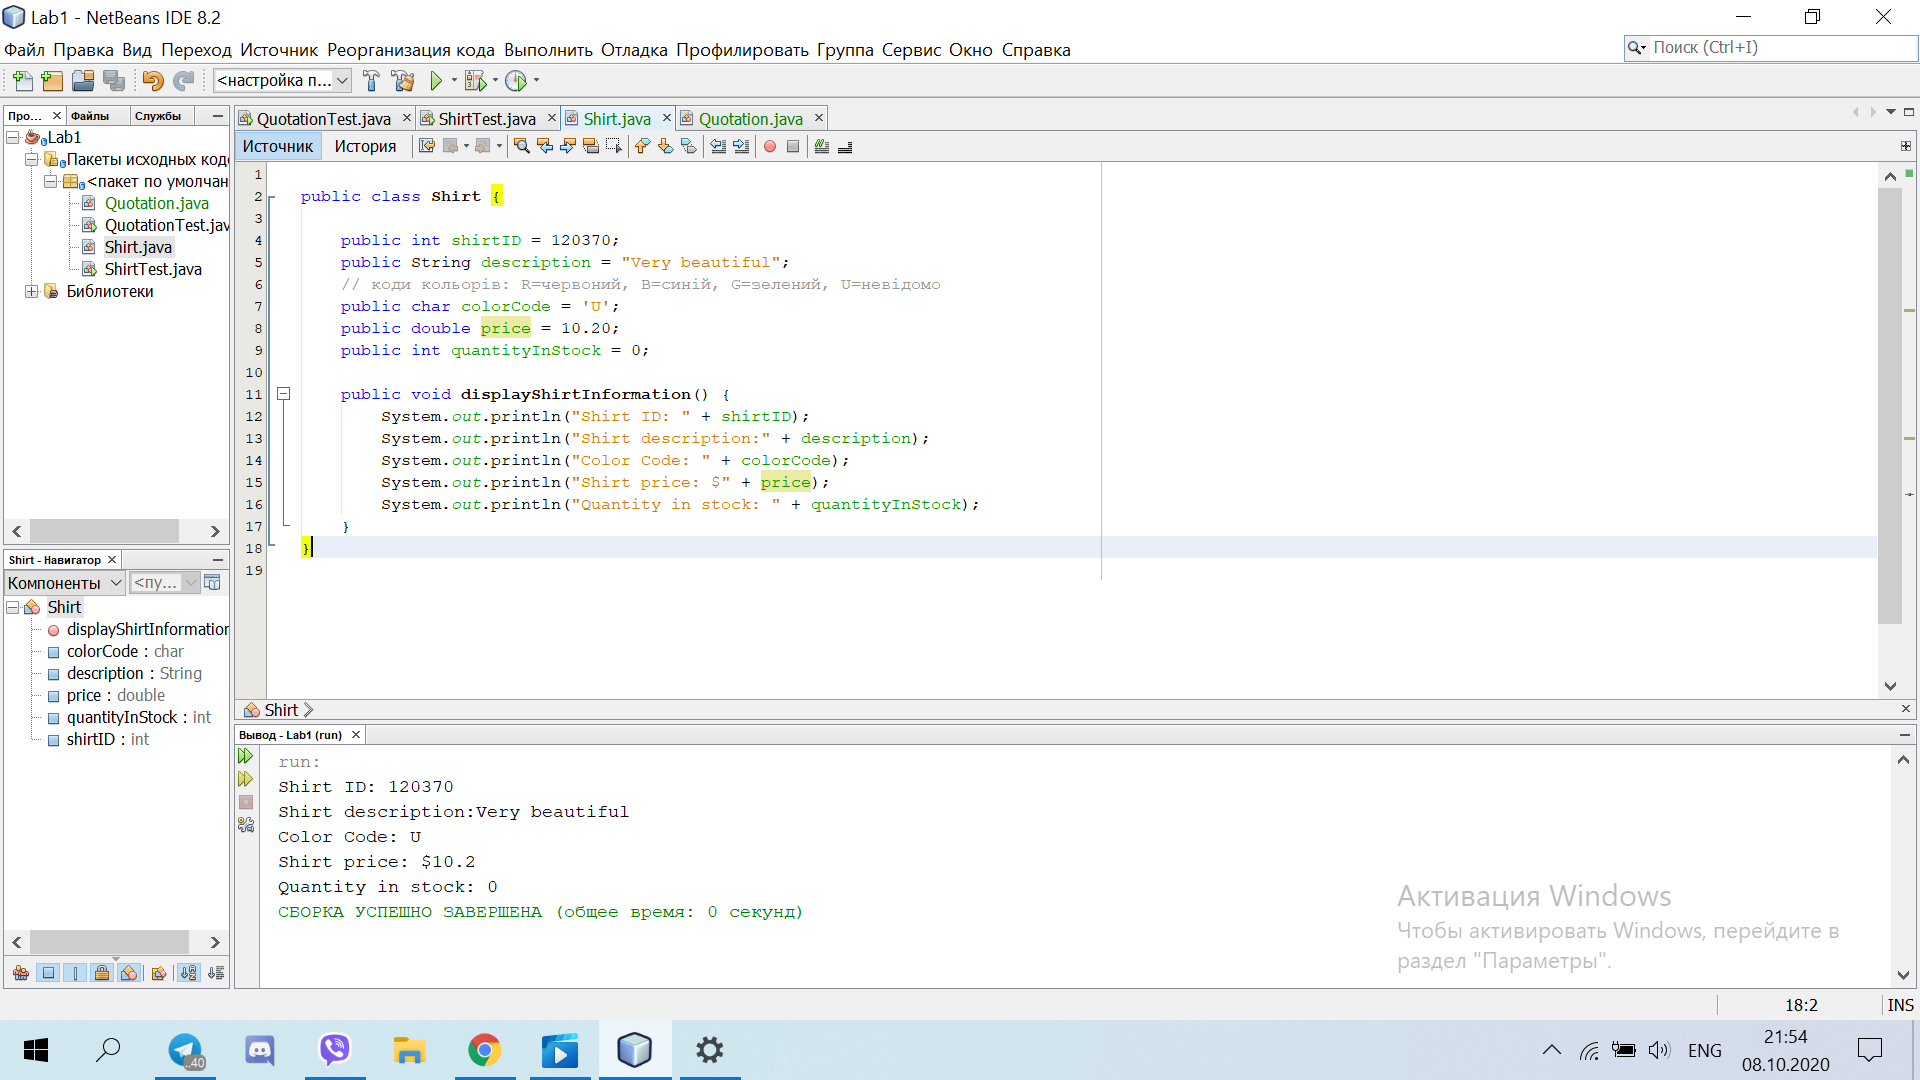 Lab1 - NetBeans IDE 8.2
Файл Правка Вид Переход Источник Реорганизация кода Выполнить Отладка Профилировать Группа Сервис Окно Справка
Поиск (Ctrl+I)
<настройка п...
Про... Файлы Службы
QuotationTest.java ShirtTest.java Shirt.java Quotation.java
Источник История
Lab1
Пакеты исходных коде
<пакет по умолчан
Quotation.java
QuotationTest.jav
Shirt.java
ShirtTest.java
Библиотеки
1
2 public class Shirt {
3
4 public int shirtID = 120370;
5 public String description = "Very beautiful";
6 // коди кольорів: R=червоний, B=синій, G=зелений, U=невідомо
7 public char colorCode = 'U';
8 public double price = 10.20;
9 public int quantityInStock = 0;
10
11 public void displayShirtInformation() {
12 System.out.println("Shirt ID: " + shirtID);
13 System.out.println("Shirt description:" + description);
14 System.out.println("Color Code: " + colorCode);
15 System.out.println("Shirt price: $" + price);
16 System.out.println("Quantity in stock: " + quantityInStock);
17 }
18 }
19
Shirt
Shirt - Навигатор
Компоненты <пу...
Shirt
displayShirtInformation
colorCode : char
description : String
price : double
quantityInStock : int
shirtID : int
Вывод - Lab1 (run)
run:
Shirt ID: 120370
Shirt description:Very beautiful
Color Code: U
Shirt price: $10.2
Quantity in stock: 0
СБОРКА УСПЕШНО ЗАВЕРШЕНА (общее время: 0 секунд)
Активация Windows
Чтобы активировать Windows, перейдите в
раздел "Параметры".
18:2 INS
..40
ENG
21:54
08.10.2020